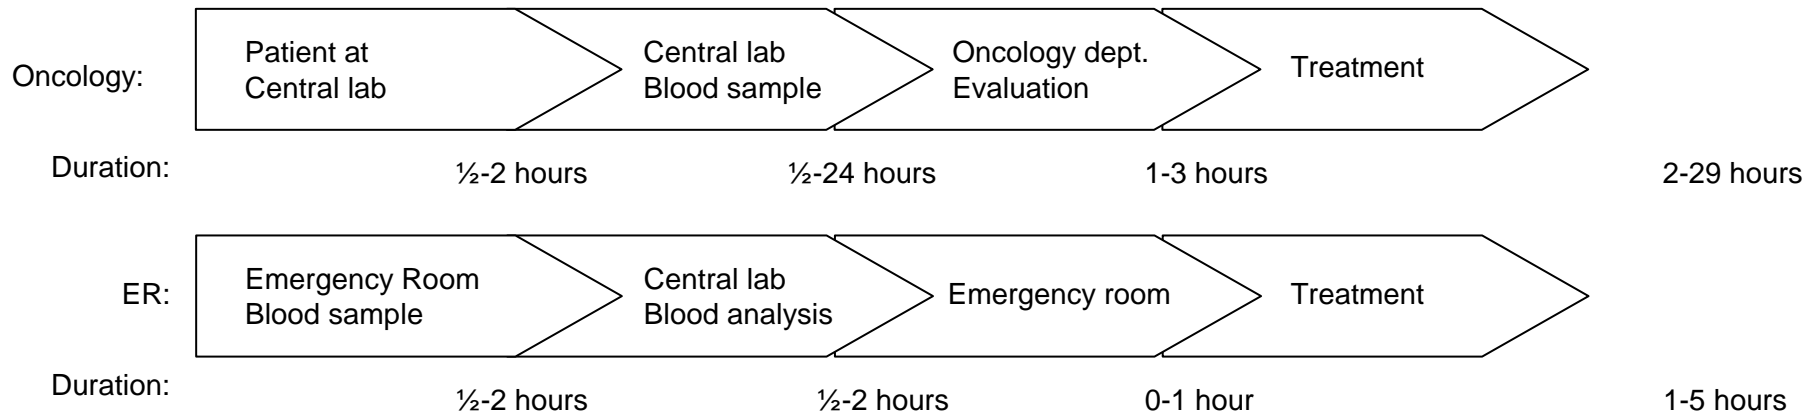 Oncology:
Patient at
Central lab
Central lab
Blood sample
Oncology dept.
Evaluation
Treatment
Duration:
½-2 hours
½-24 hours
1-3 hours
2-29 hours
ER:
Emergency Room
Blood sample
Central lab
Blood analysis
Emergency room
Treatment
Duration:
½-2 hours
½-2 hours
0-1 hour
1-5 hours